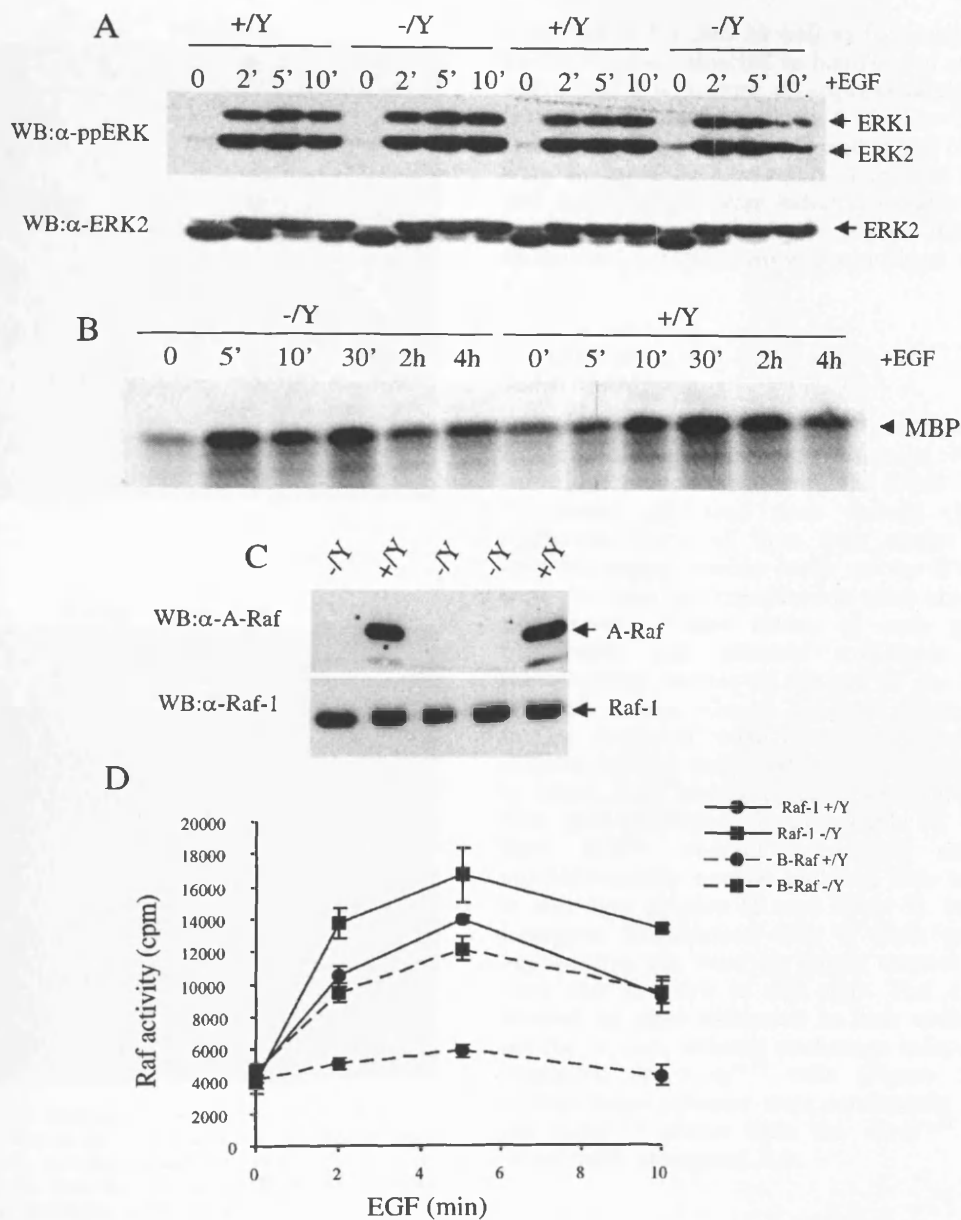 A
+/Y -/Y +/Y -/Y
0 2' 5' 10' 0 2' 5' 10' 0 2' 5' 10' 0 2' 5' 10' +EGF
WB:α-ppERK
ERK1
ERK2
WB:α-ERK2
ERK2
B
-/Y +/Y
0 5' 10' 30' 2h 4h 0' 5' 10' 30' 2h 4h +EGF
MBP
C
-/Y +/Y -/Y -/Y +/Y
WB:α-A-Raf
A-Raf
WB:α-Raf-1
Raf-1
D
Raf-1 +/Y
Raf-1 -/Y
B-Raf +/Y
B-Raf -/Y
20000
18000
16000
14000
12000
10000
8000
6000
4000
2000
0
Raf activity (cpm)
0 2 4 6 8 10
EGF (min)